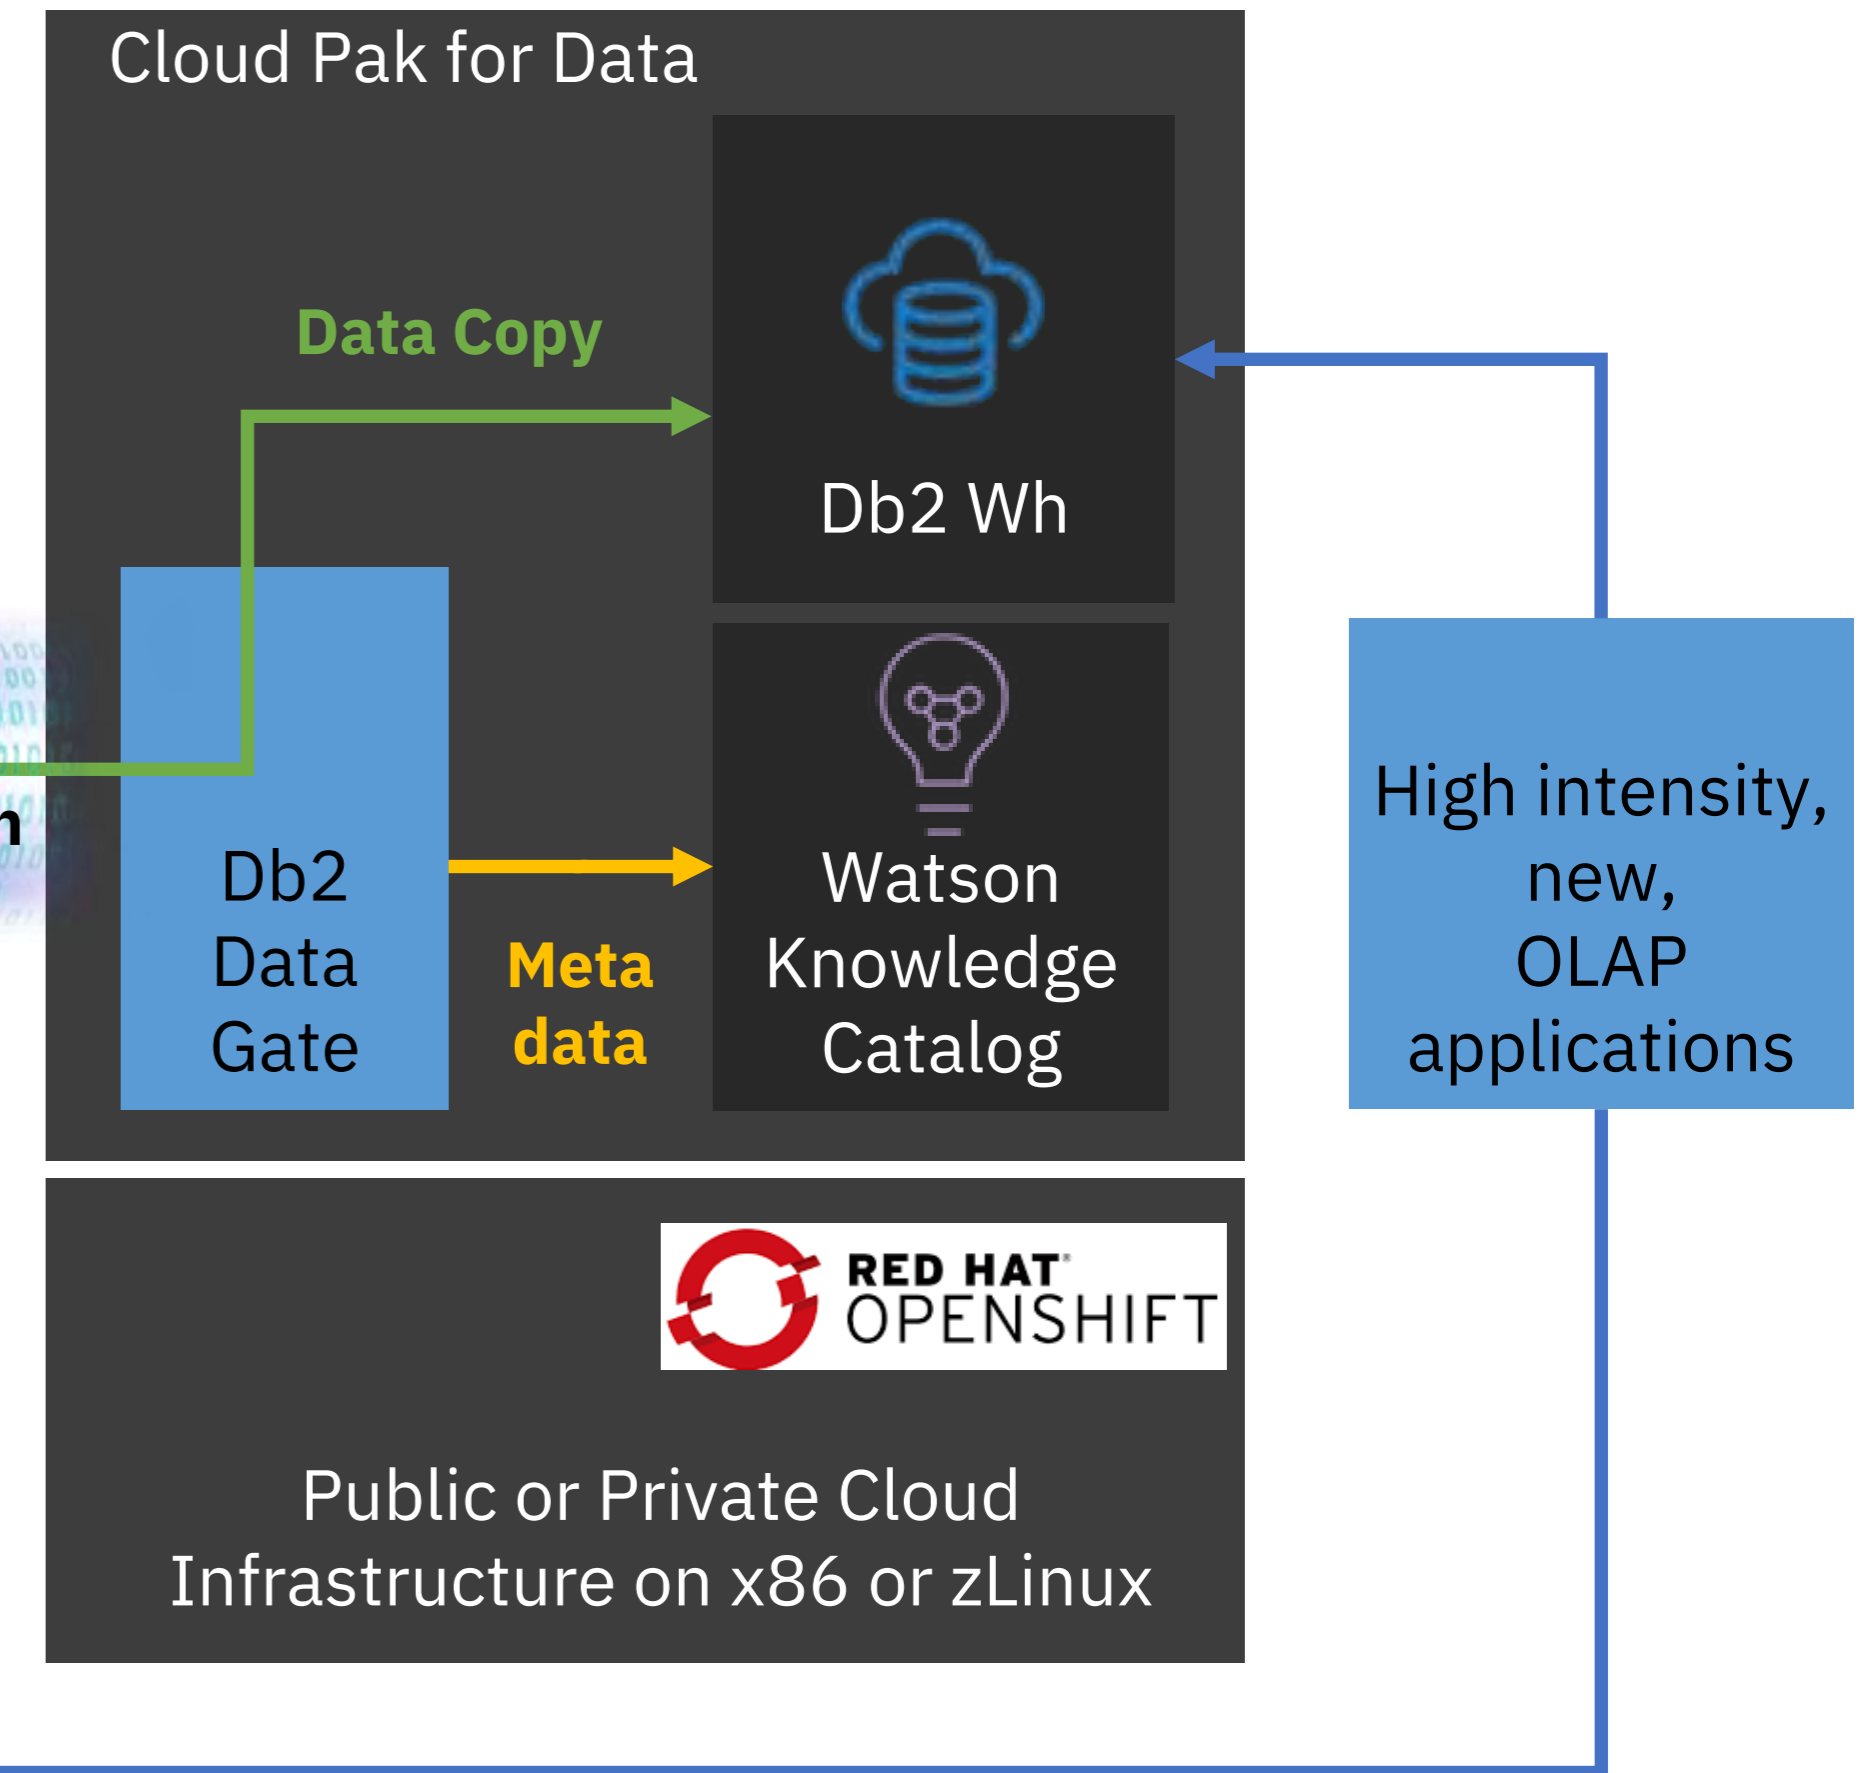 Cloud Pak for Data
Data Copy
Db2 Wh
Db2
Data
Gate
Meta
data
Watson
Knowledge
Catalog
High intensity,
new,
OLAP
applications
RED HAT®
OPENSHIFT
Public or Private Cloud
Infrastructure on x86 or zLinux